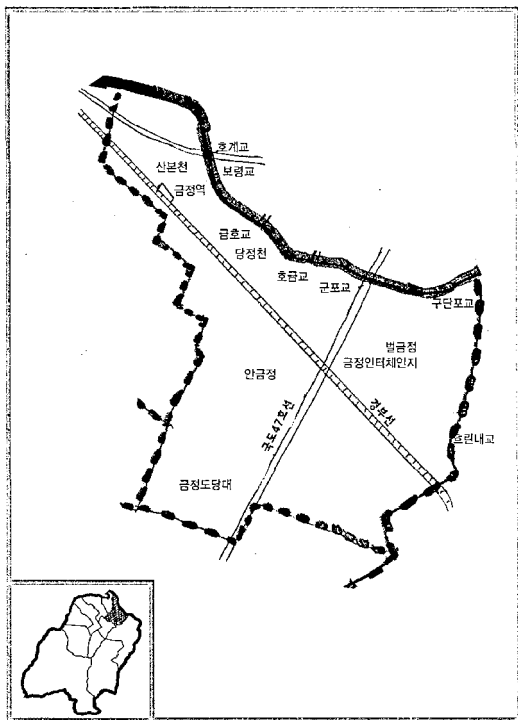 호계교
산본천
보령교
금정역
금호교
당정천
호금교
군포교
구단포교
벌금정
금정인터체인지
안금정
국도47호선
경부선
흐린내교
금정도당대